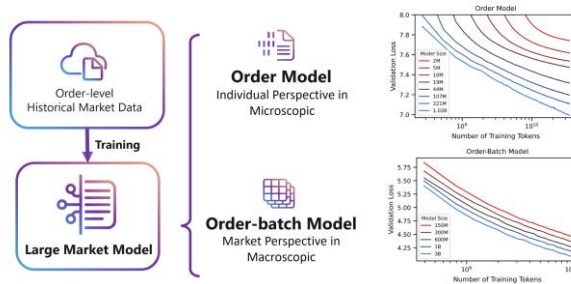 Order-level
Historical Market Data
Training
Large Market Model
Order Model
Individual Perspective in
Microscopic
Order-batch Model
Market Perspective in
Macroscopic
Order Model
Validation Loss
8.0
7.8
7.6
7.4
7.2
7.0
Model Size
2M
5M
10M
19M
44M
107M
221M
1.02B
10⁹
10¹⁰
Number of Training Tokens
Order-Batch Model
Validation Loss
5.75
5.50
5.25
5.00
4.75
4.50
4.25
Model Size
150M
300M
600M
1B
3B
10⁹
Number of Training Tokens